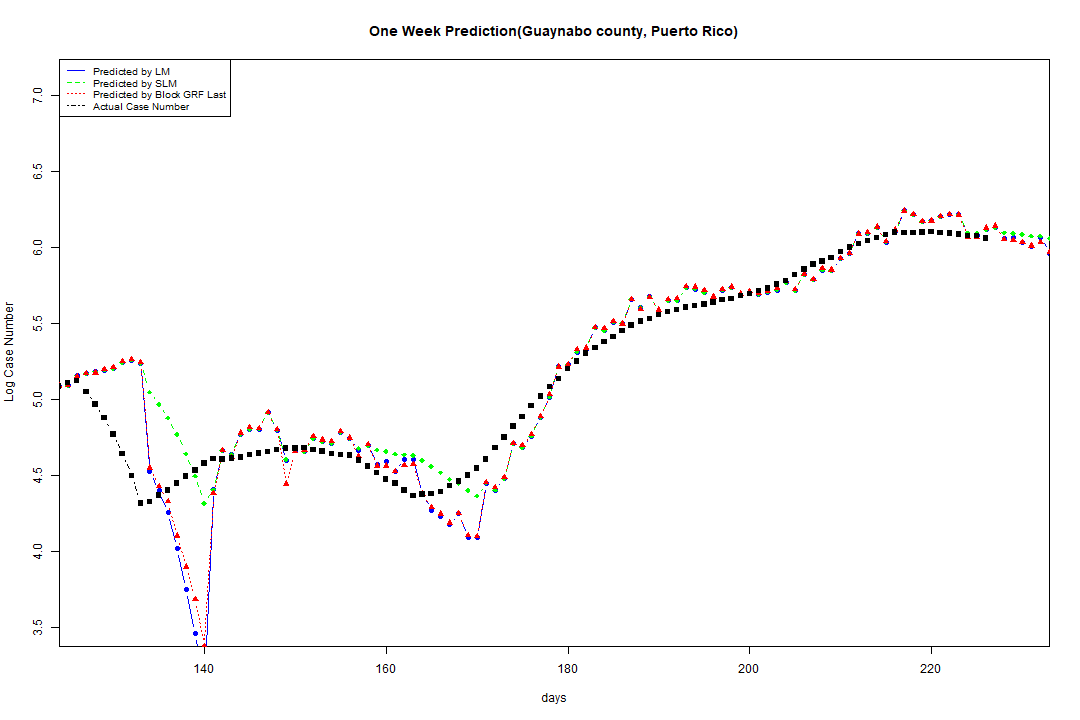 One Week Prediction(Guaynabo county, Puerto Rico)
Predicted by LM
Predicted by SLM
Predicted by Block GRF Last
Actual Case Number
7.0
6.5
6.0
5.5
5.0
4.5
4.0
3.5
Log Case Number
140 160 180 200 220
days